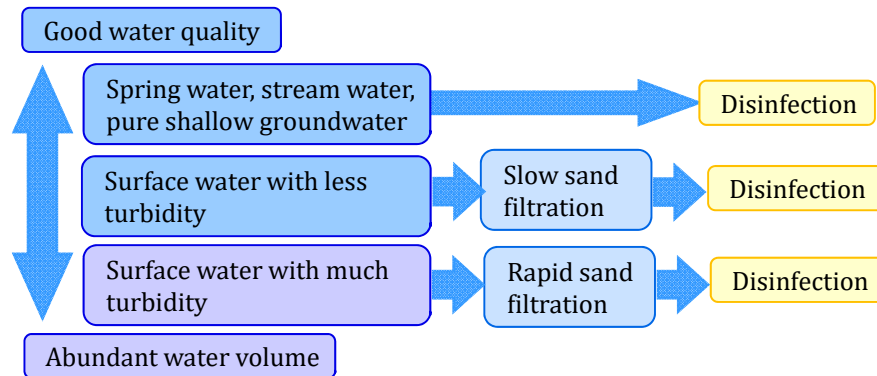 Good water quality
Spring water, stream water,
pure shallow groundwater
Disinfection
Surface water with less
turbidity
Slow sand
filtration
Disinfection
Surface water with much
turbidity
Rapid sand
filtration
Disinfection
Abundant water volume